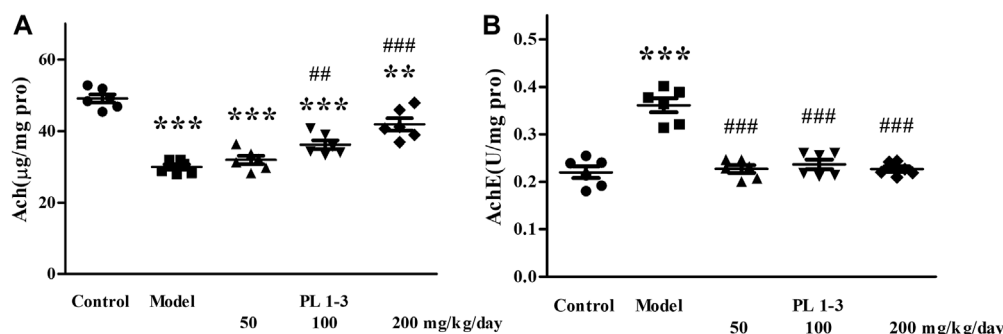 A
Ach(μg/mg pro)
60
40
20
0
***
***
##
***
###
**
Control Model PL 1-3
50 100 200 mg/kg/day
B
AchE(U/mg pro)
0.5
0.4
0.3
0.2
0.1
0.0
***
###
###
###
Control Model PL 1-3
50 100 200 mg/kg/day